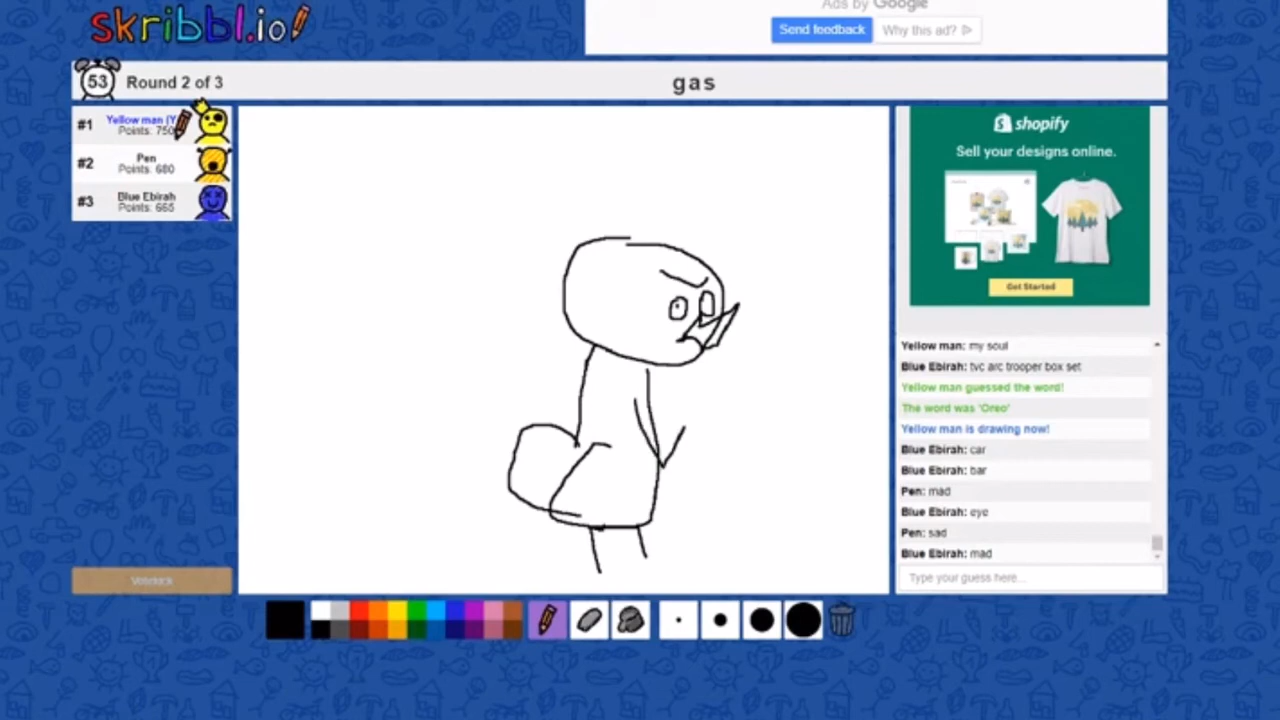 Ads by Google
skribbl.io
Send feedback
Why this ad?
53
Round 2 of 3
gas
#1
Yellow man (Y
Points: 750
#2
Pen
Points: 680
#3
Blue Ebirah
Points: 665
Votekick
shopify
Sell your designs online.
Get Started
Yellow man: my soul
Blue Ebirah: tvc arc trooper box set
Yellow man guessed the word!
The word was 'Oreo'
Yellow man is drawing now!
Blue Ebirah: car
Blue Ebirah: bar
Pen: mad
Blue Ebirah: eye
Pen: sad
Blue Ebirah: mad
Type your guess here...